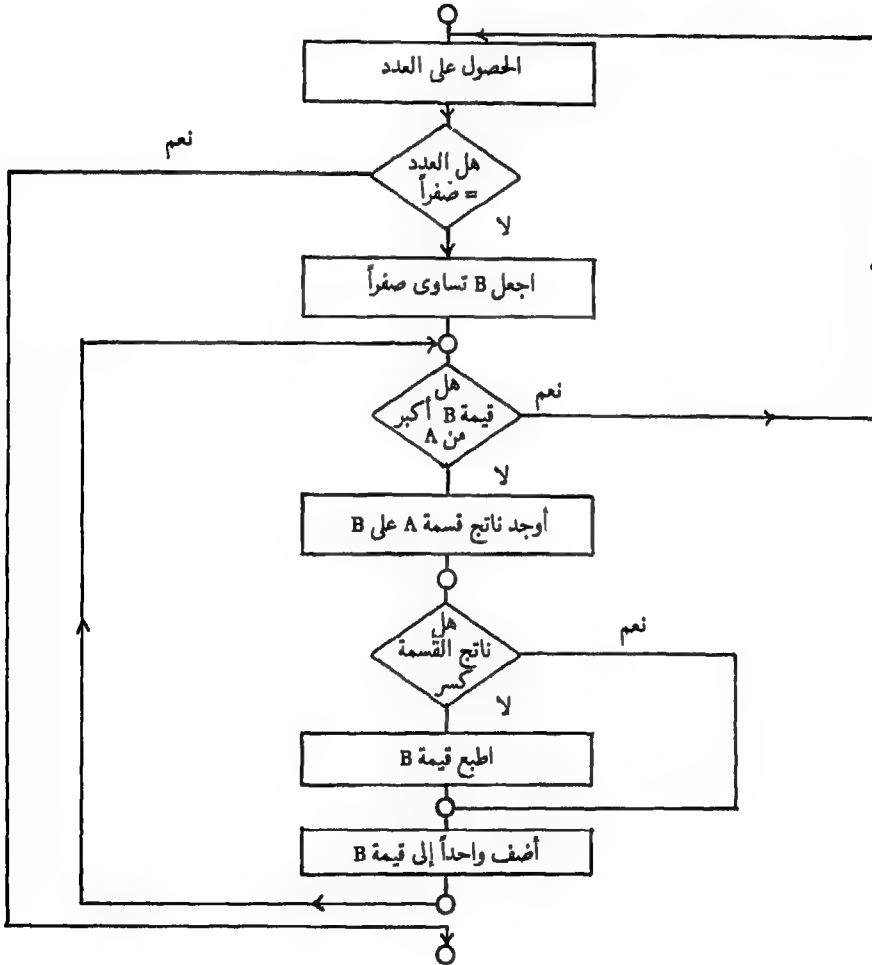 الحصول على العدد
نعم
هل العدد
= صفراً
لا
اجعل B تساوى صفراً
هل
قيمة B أكبر
من A
نعم
لا
أوجد ناتج قسمة A على B
هل
ناتج القسمة
كسر
نعم
لا
اطبع قيمة B
أضف واحداً إلى قيمة B